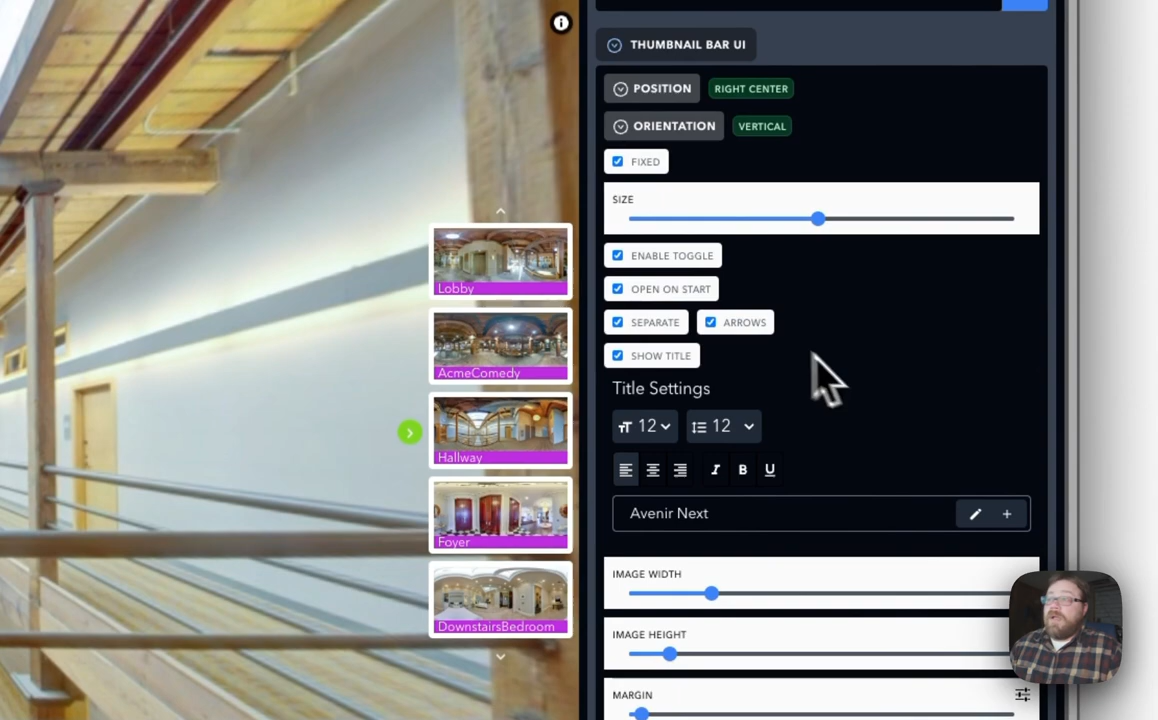 THUMBNAIL BAR UI
POSITION
RIGHT CENTER
ORIENTATION
VERTICAL
FIXED
SIZE
ENABLE TOGGLE
OPEN ON START
SEPARATE
ARROWS
SHOW TITLE
Title Settings
12
12
I B U
Avenir Next
IMAGE WIDTH
IMAGE HEIGHT
MARGIN
Lobby
AcmeComedy
Hallway
Foyer
DownstairsBedroom